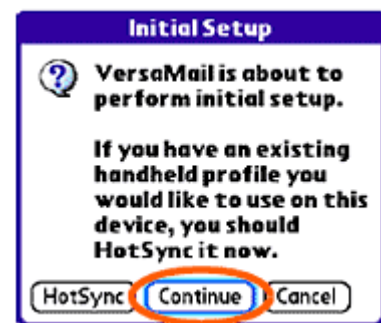 Initial Setup
VersaMail is about to
perform initial setup.
If you have an existing
handheld profile you
would like to use on this
device, you should
HotSync it now.
HotSync Continue Cancel